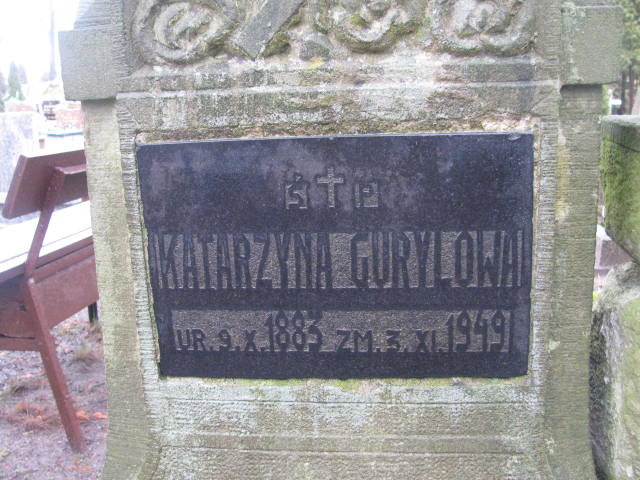 Ś † P
KATARZYNA GURYLOWA
UR. 9. X. 1883 ZM. 3. XI. 1949